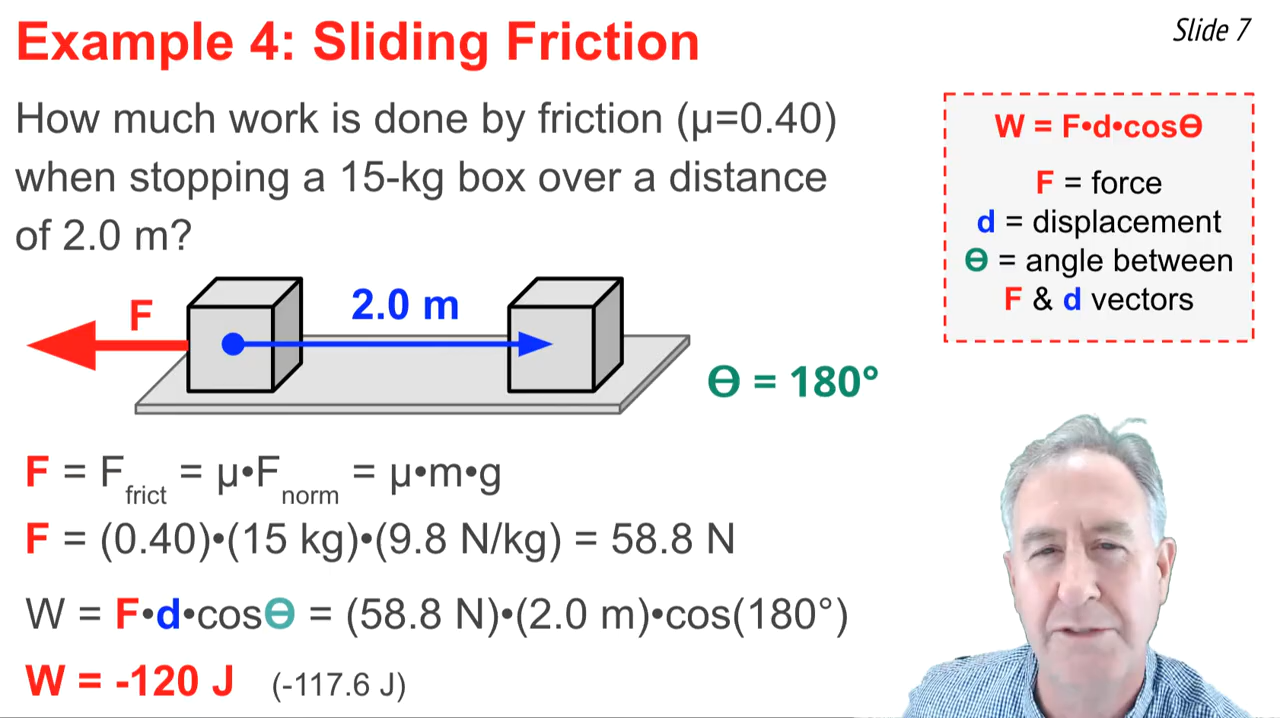 Example 4: Sliding Friction
Slide 7
How much work is done by friction (μ=0.40)
when stopping a 15-kg box over a distance
of 2.0 m?
W = F•d•cosϴ
F = force
d = displacement
ϴ = angle between
F & d vectors
F
2.0 m
ϴ = 180°
F = Ffrict = μ•Fnorm = μ•m•g
F = (0.40)•(15 kg)•(9.8 N/kg) = 58.8 N
W = F•d•cosϴ = (58.8 N)•(2.0 m)•cos(180°)
W = -120 J (-117.6 J)